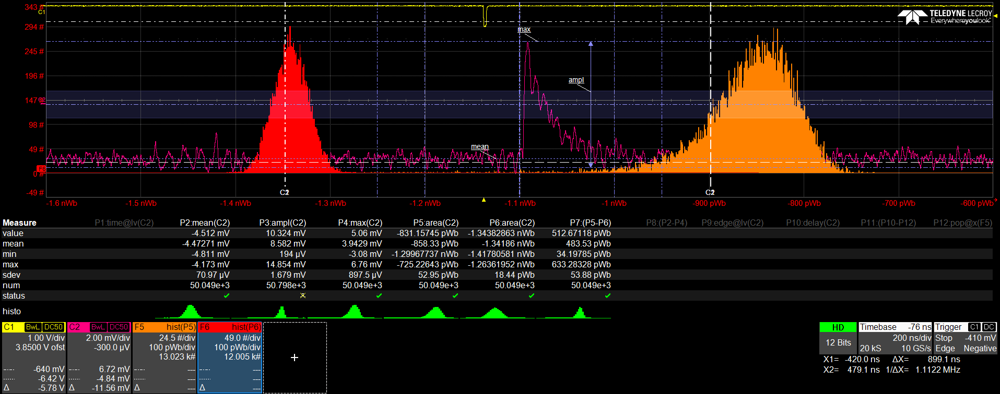 343 #
C1
294 #
245 #
196 #
147 #
C2
98 #
49 #
F6
0 #
-49 #
TELEDYNE LECROY
Everywhereyoulook
max
ampl
mean
-1.6 nWb -1.5 nWb -1.4 nWb -1.3 nWb -1.2 nWb -1.1 nWb -1 nWb -900 pWb -800 pWb -700 pWb -600 pWb
Measure P1:time@lv(C2) P2:mean(C2) P3:ampl(C2) P4:max(C2) P5:area(C2) P6:area(C2) P7:(P5-P6) P8:(P2-P4) P9:edge@lv(C2) P10:delay(C2) P11:(P10-P12) P12:pop@x(F5)
value -4.512 mV 10.324 mV 5.06 mV -831.15745 pWb -1.34382863 nWb 512.67118 pWb
mean -4.47271 mV 8.582 mV 3.9429 mV -858.33 pWb -1.34186 nWb 483.53 pWb
min -4.811 mV 194 µV -3.08 mV -1.29967737 nWb -1.41780581 nWb 34.19785 pWb
max -4.173 mV 14.854 mV 6.76 mV -725.22643 pWb -1.26361952 nWb 633.28328 pWb
sdev 70.97 µV 1.679 mV 897.5 µV 52.95 pWb 18.44 pWb 53.88 pWb
num 50.049e+3 50.798e+3 50.049e+3 50.049e+3 50.049e+3 50.049e+3
status
histo
C1 BwL DC50
1.00 V/div
3.8500 V ofst
-640 mV
-6.42 V
Δ -5.78 V
C2 BwL DC50
2.00 mV/div
-300.0 µV
6.72 mV
-4.84 mV
Δ -11.56 mV
F5 hist(P5)
24.5 #/div
100 pWb/div
13.023 k#
---
---
Δ ---
F6 hist(P6)
49.0 #/div
100 pWb/div
12.005 k#
---
---
Δ ---
+
HD
12 Bits
Timebase -76 ns
200 ns/div
20 kS 10 GS/s
Trigger C1 DC
Stop -410 mV
Edge Negative
X1= -420.0 ns ΔX= 899.1 ns
X2= 479.1 ns 1/ΔX= 1.1122 MHz